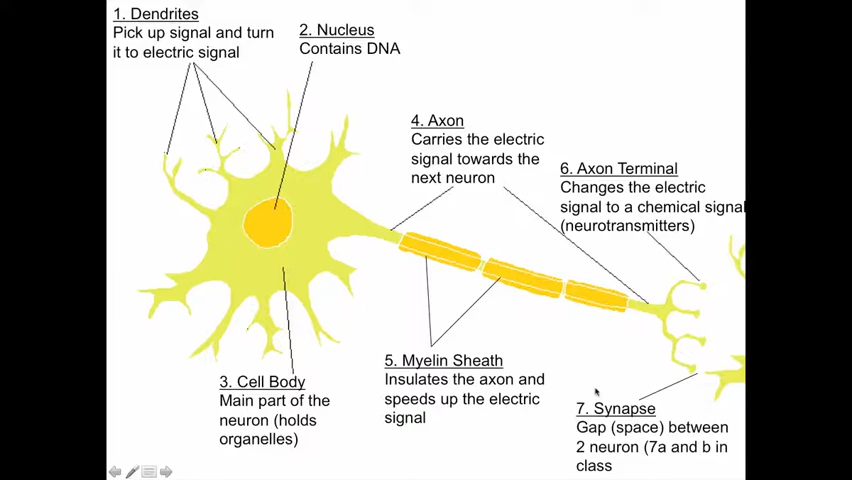 1. Dendrites
Pick up signal and turn
it to electric signal
2. Nucleus
Contains DNA
4. Axon
Carries the electric
signal towards the
next neuron
6. Axon Terminal
Changes the electric
signal to a chemical signal
(neurotransmitters)
5. Myelin Sheath
Insulates the axon and
speeds up the electric
signal
3. Cell Body
Main part of the
neuron (holds
organelles)
7. Synapse
Gap (space) between
2 neuron (7a and b in
class